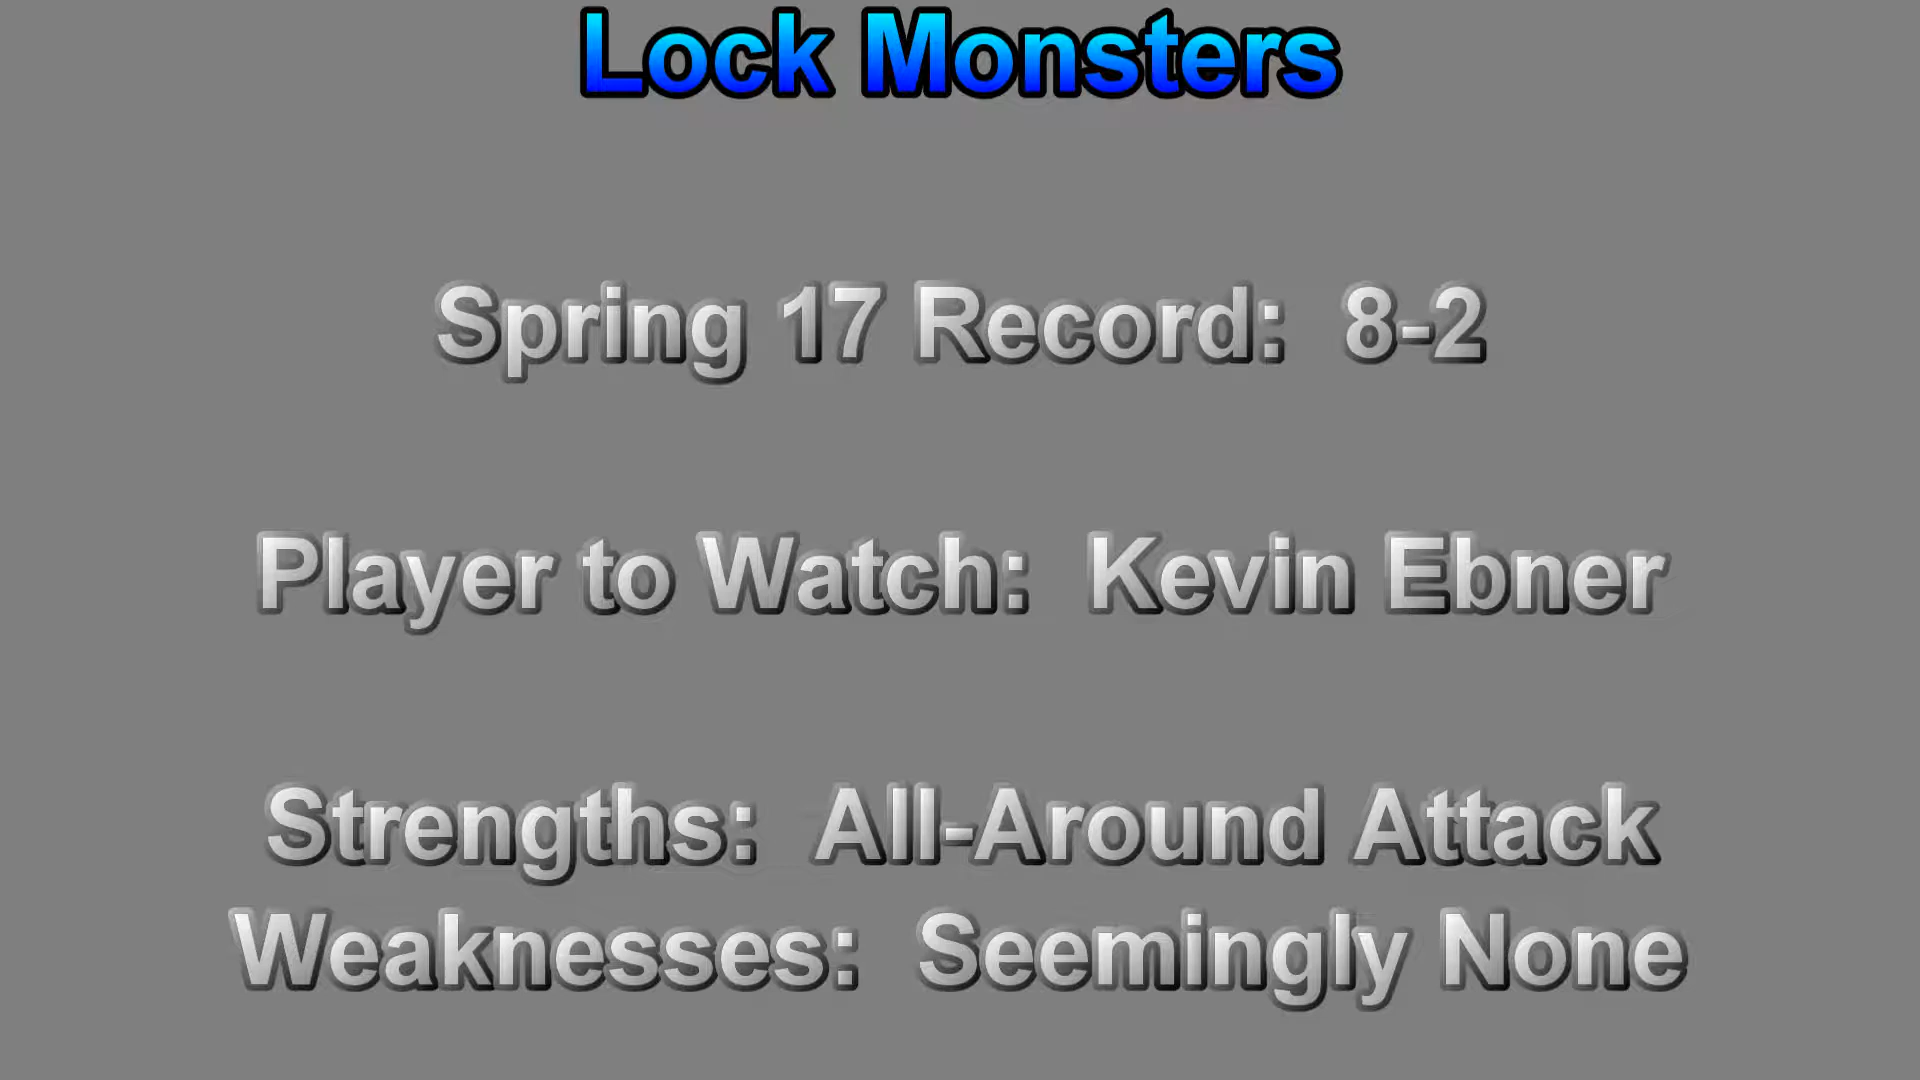 Lock Monsters
Spring 17 Record:  8-2
Player to Watch:  Kevin Ebner
Strengths:  All-Around Attack
Weaknesses:  Seemingly None